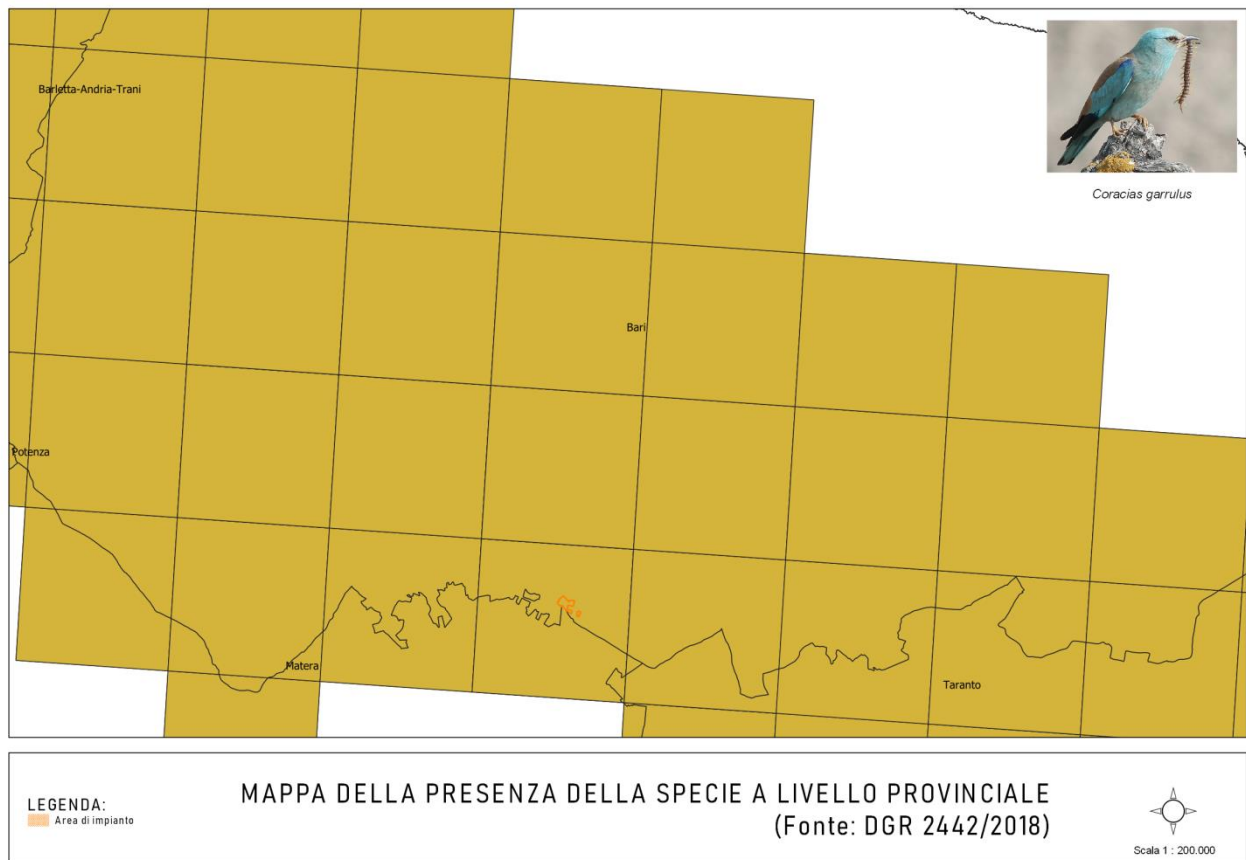 Barletta-Andria-Trani
Coracias garrulus
Bari
Potenza
Matera
Taranto
LEGENDA:
Area di impianto
MAPPA DELLA PRESENZA DELLA SPECIE A LIVELLO PROVINCIALE
(Fonte: DGR 2442/2018)
Scala 1 : 200.000